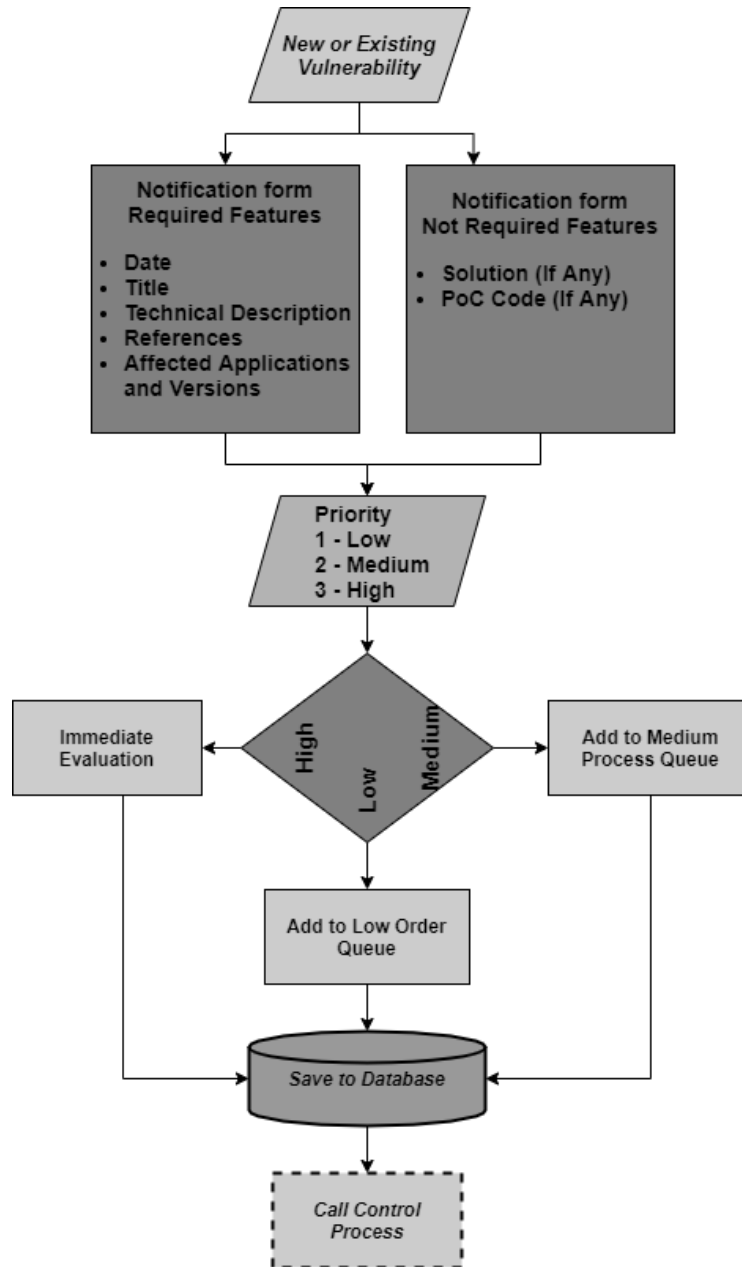 New or Existing
Vulnerability
Notification form
Required Features
• Date
• Title
• Technical Description
• References
• Affected Applications
and Versions
Notification form
Not Required Features
• Solution (If Any)
• PoC Code (If Any)
Priority
1 - Low
2 - Medium
3 - High
High
Low
Medium
Immediate
Evaluation
Add to Medium
Process Queue
Add to Low Order
Queue
Save to Database
Call Control
Process